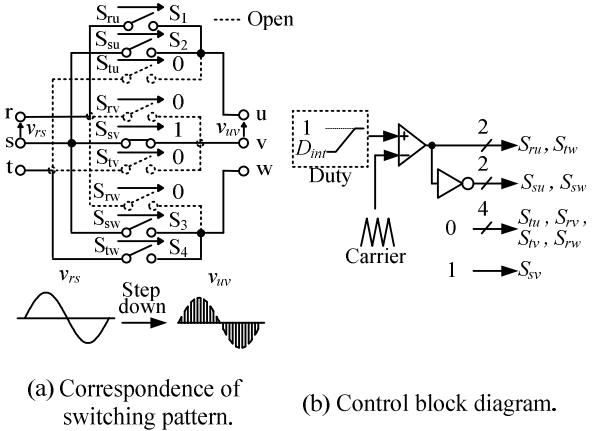 S_ru S_1
S_su S_2
S_tu 0
Open
S_rv 0
S_sv 1
S_tv 0
S_rw 0
S_sw S_3
S_tw S_4
r
s
t
v_rs
u
v
w
v_uv
v_rs
Step
down
v_uv
(a) Correspondence of
switching pattern.
1
D_int
Duty
+
−
Carrier
2
S_ru, S_tw
2
S_su, S_sw
0
4
S_tu, S_rv,
S_tv, S_rw
1
S_sv
(b) Control block diagram.